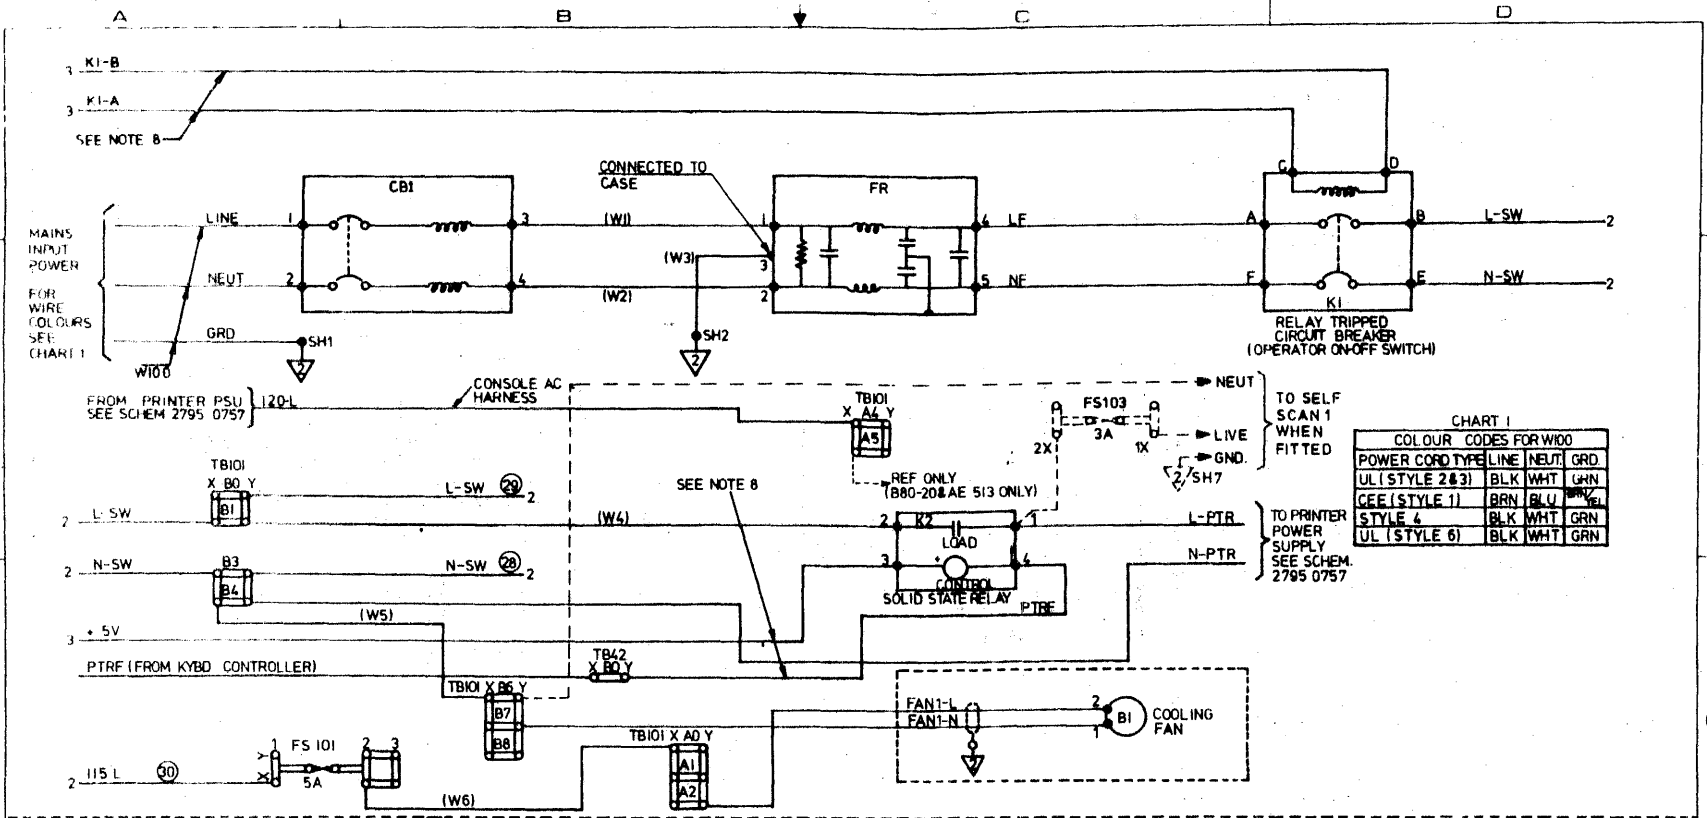 A B C D
3 K1-B
3 K1-A
SEE NOTE 8
CONNECTED TO
CASE
CB1
FR
C D
MAINS
INPUT
POWER
FOR
WIRE
COLOURS
SEE
CHART 1
LINE 1 3 (W1) 1 4 LF A B L-SW 2
(W3) 3
NEUT 2 4 (W2) 2 5 NF F E N-SW 2
K1
GRD SH1 SH2
2 2
W100
RELAY TRIPPED
CIRCUIT BREAKER
(OPERATOR ON-OFF SWITCH)
FROM PRINTER PSU
SEE SCHEM 2795 0757
120-L
CONSOLE AC
HARNESS
TB101
X A4 Y
A5
REF ONLY
(B80-20&AE 513 ONLY)
FS103
3A
2X 1X
NEUT
LIVE
GND.
2 SH7
TO SELF
SCAN 1
WHEN
FITTED
CHART 1
COLOUR CODES FOR W100
POWER CORD TYPE LINE NEUT. GRD.
UL (STYLE 2&3) BLK WHT GRN
CEE (STYLE 1) BRN BLU GRN/YEL
STYLE 4 BLK WHT GRN
UL (STYLE 6) BLK WHT GRN
TB101
X B0 Y
B1
L-SW 29 2
SEE NOTE 8
2 L-SW
(W4)
2 K2 1
LOAD
L-PTR
2 N-SW
B3
B4
N-SW 28 2
3 + 4
CONTROL
SOLID STATE RELAY
PTRF
N-PTR
TO PRINTER
POWER
SUPPLY
SEE SCHEM.
2795 0757
(W5)
3 + 5V
PTRF (FROM KYBD CONTROLLER)
TB42
X B0 Y
TB101 X B6 Y
B7
B8
FAN1-L
FAN1-N
2
1
B1
COOLING
FAN
2
TB101 X A0 Y
A1
A2
1 FS 101 2 3
Y
X
5A
2 115 L 30
(W6)